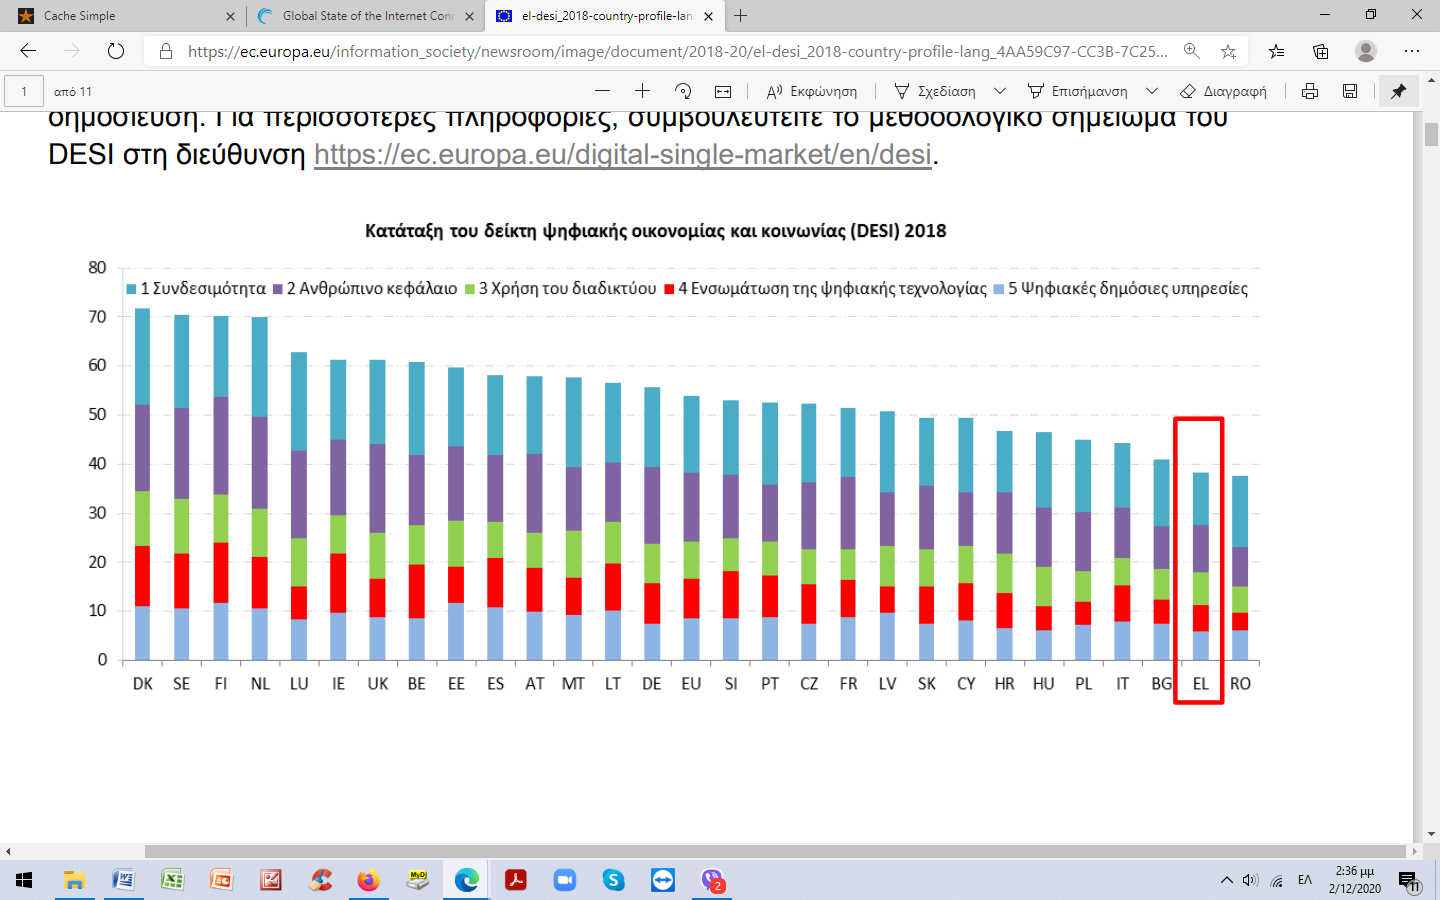 Cache Simple
Global State of the Internet Conn
el-desi_2018-country-profile-lan
https://ec.europa.eu/information_society/newsroom/image/document/2018-20/el-desi_2018-country-profile-lang_4AA59C97-CC3B-7C25...
1 από 11
Εκφώνηση
Σχεδίαση
Επισήμανση
Διαγραφή
δημοσίευση. Για περισσότερες πληροφορίες, συμβουλευτείτε το μεθοδολογικό σημείωμα του
DESI στη διεύθυνση https://ec.europa.eu/digital-single-market/en/desi.
Κατάταξη του δείκτη ψηφιακής οικονομίας και κοινωνίας (DESI) 2018
1 Συνδεσιμότητα 2 Ανθρώπινο κεφάλαιο 3 Χρήση του διαδικτύου 4 Ενσωμάτωση της ψηφιακής τεχνολογίας 5 Ψηφιακές δημόσιες υπηρεσίες
80
70
60
50
40
30
20
10
0
DK SE FI NL LU IE UK BE EE ES AT MT LT DE EU SI PT CZ FR LV SK CY HR HU PL IT BG EL RO
MyDj
2
ΕΛ
2:36 μμ
2/12/2020
11